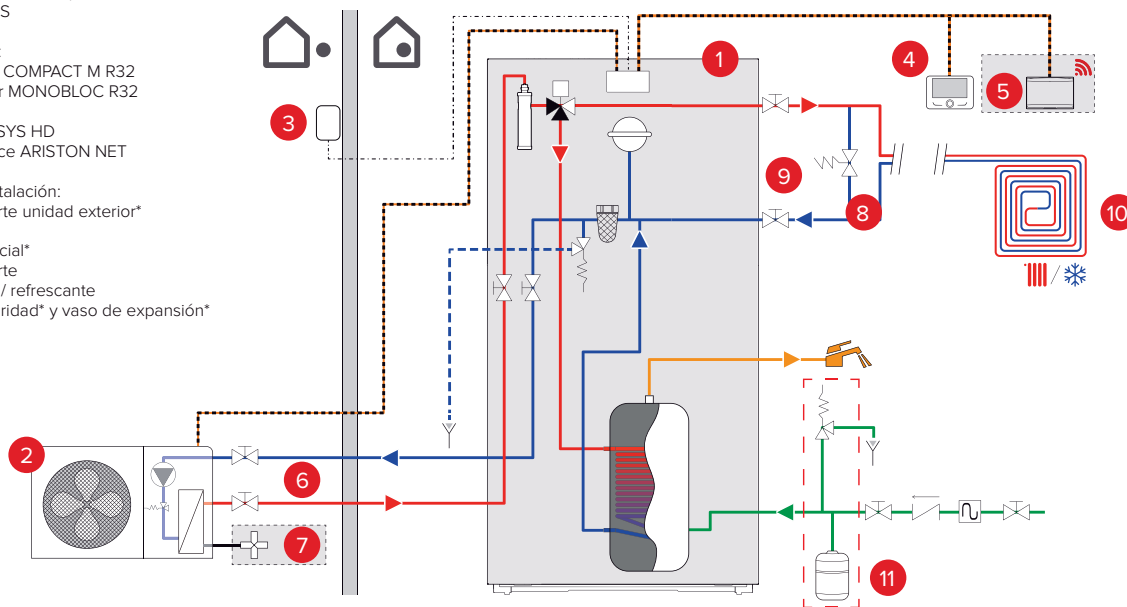 S
:
COMPACT M R32
r MONOBLOC R32
SYS HD
ce ARISTON NET
talación:
rte unidad exterior*
cial*
rte
/ refrescante
ridad* y vaso de expansión*
1
2
3
4
5
6
7
8
9
10
11